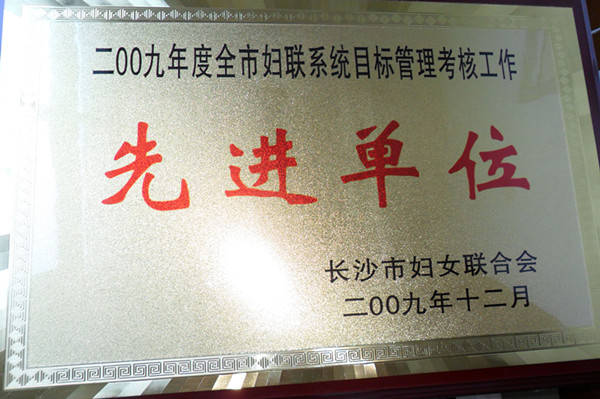 二00九年度全市妇联系统目标管理考核工作
先进单位
长沙市妇女联合会
二00九年十二月